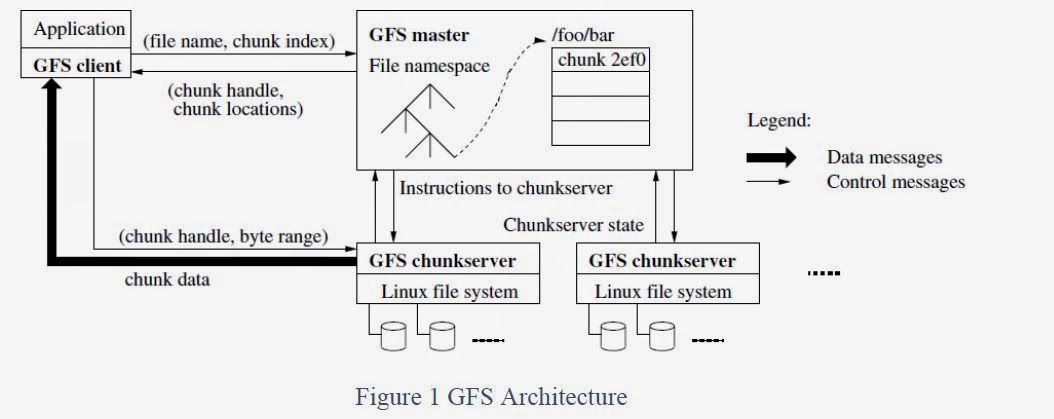 Application
GFS client
(file name, chunk index)
(chunk handle,
chunk locations)
GFS master
File namespace
/foo/bar
chunk 2ef0
Legend:
Data messages
Control messages
Instructions to chunkserver
Chunkserver state
(chunk handle, byte range)
chunk data
GFS chunkserver
Linux file system
GFS chunkserver
Linux file system
Figure 1 GFS Architecture